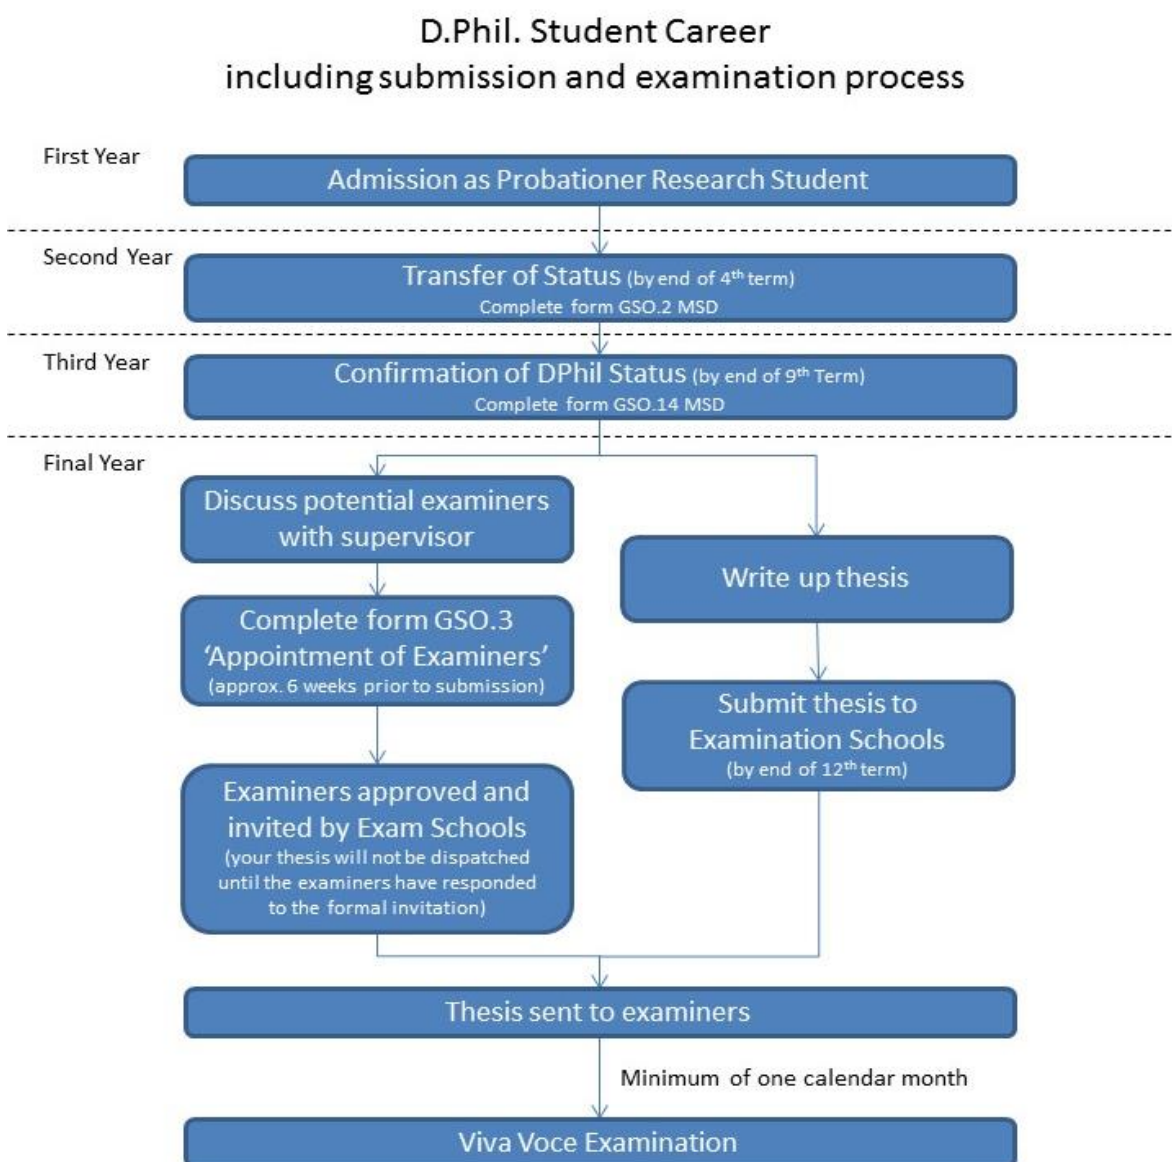 D.Phil. Student Career
including submission and examination process
First Year
Admission as Probationer Research Student
Second Year
Transfer of Status (by end of 4th term)
Complete form GSO.2 MSD
Third Year
Confirmation of DPhil Status (by end of 9th Term)
Complete form GSO.14 MSD
Final Year
Discuss potential examiners
with supervisor
Complete form GSO.3
‘Appointment of Examiners’
(approx. 6 weeks prior to submission)
Examiners approved and
invited by Exam Schools
(your thesis will not be dispatched
until the examiners have responded
to the formal invitation)
Write up thesis
Submit thesis to
Examination Schools
(by end of 12th term)
Thesis sent to examiners
Minimum of one calendar month
Viva Voce Examination